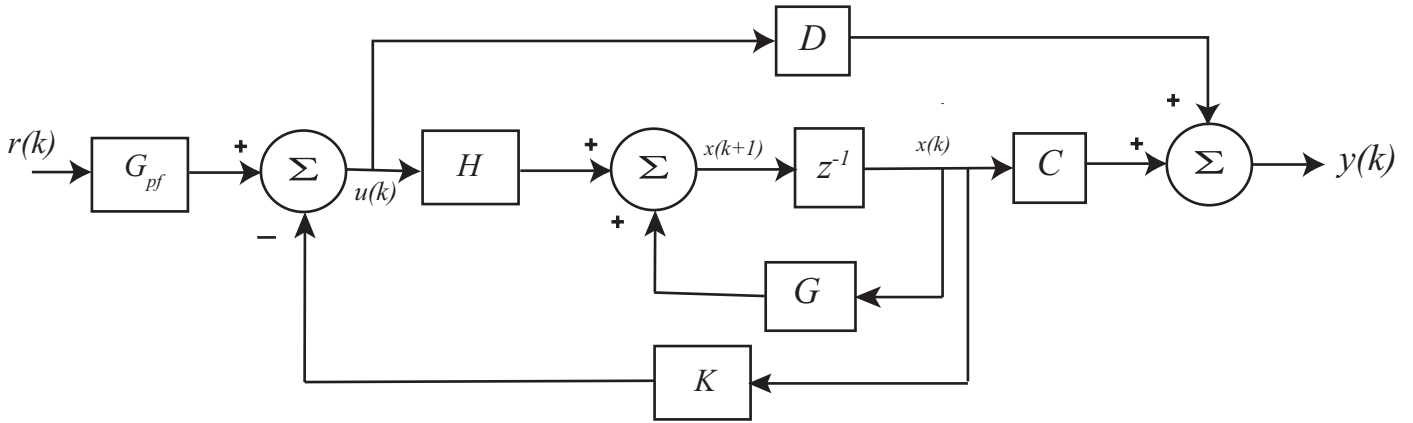 D
r(k)
G_pf
+
Σ
−
u(k)
H
+
Σ
+
x(k+1)
z^-1
x(k)
C
+
+
Σ
y(k)
G
K